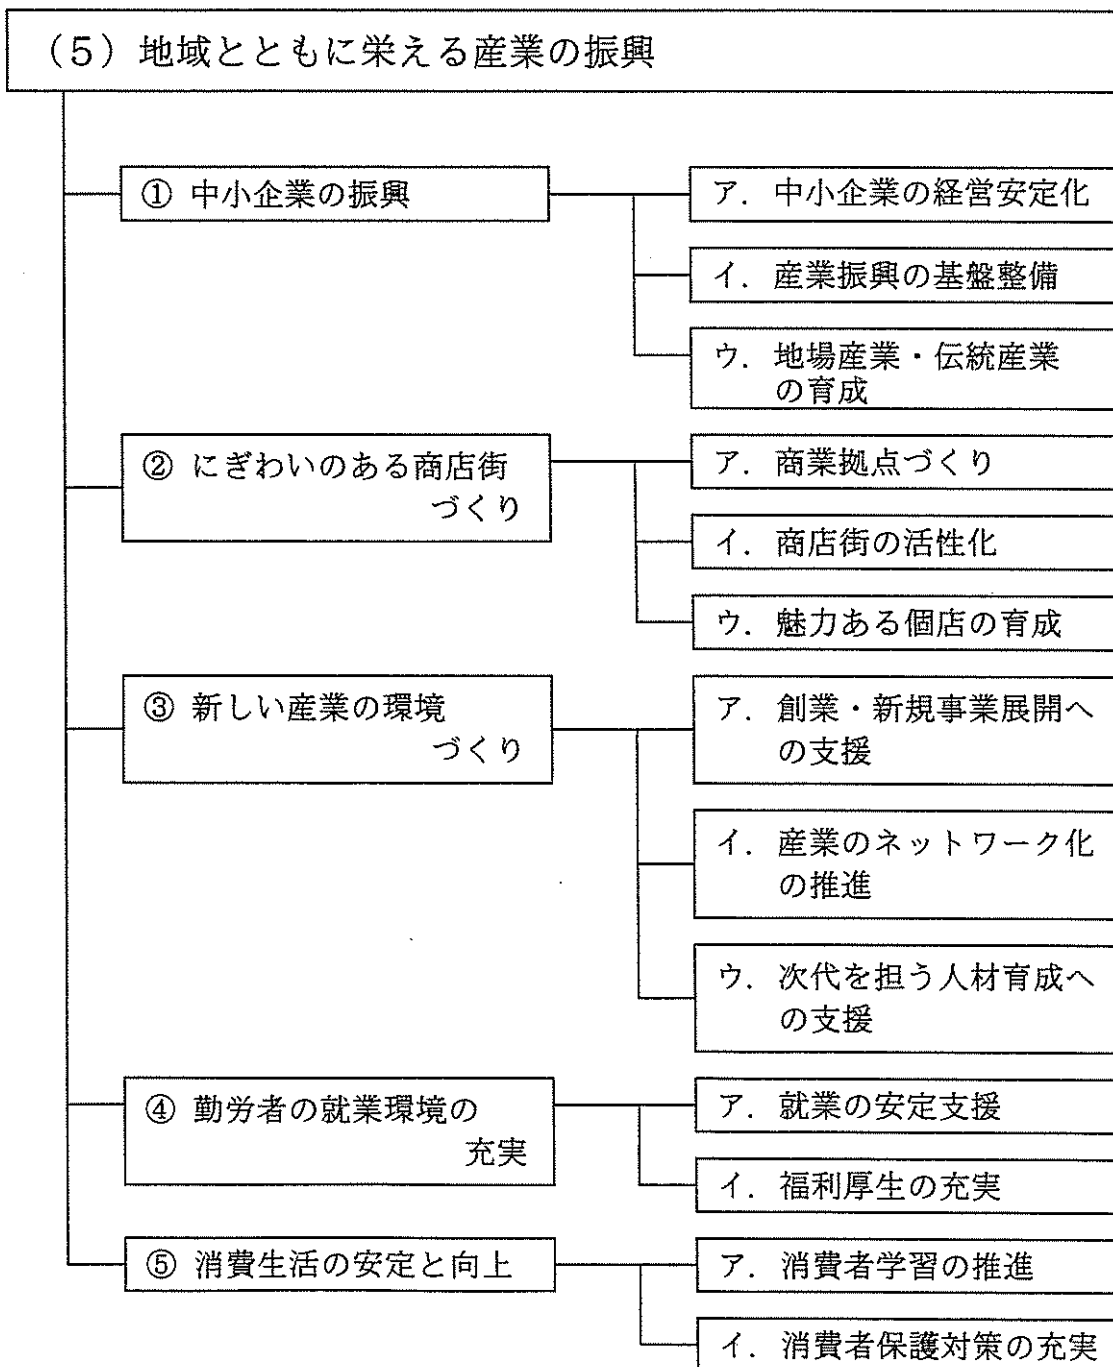 (5)地域とともに栄える産業の振興
① 中小企業の振興
ア．中小企業の経営安定化
イ．産業振興の基盤整備
ウ．地場産業・伝統産業
の育成
② にぎわいのある商店街
づくり
ア．商業拠点づくり
イ．商店街の活性化
ウ．魅力ある個店の育成
③ 新しい産業の環境
づくり
ア．創業・新規事業展開へ
の支援
イ．産業のネットワーク化
の推進
ウ．次代を担う人材育成へ
の支援
④ 勤労者の就業環境の
充実
ア．就業の安定支援
イ．福利厚生の充実
⑤ 消費生活の安定と向上
ア．消費者学習の推進
イ．消費者保護対策の充実